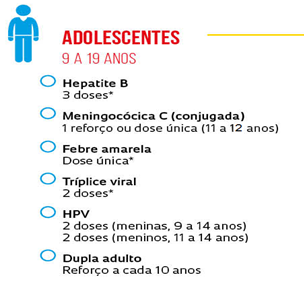 ADOLESCENTES
9 A 19 ANOS
Hepatite B
3 doses*
Meningocócica C (conjugada)
1 reforço ou dose única (11 a 12 anos)
Febre amarela
Dose única*
Tríplice viral
2 doses*
HPV
2 doses (meninas, 9 a 14 anos)
2 doses (meninos, 11 a 14 anos)
Dupla adulto
Reforço a cada 10 anos